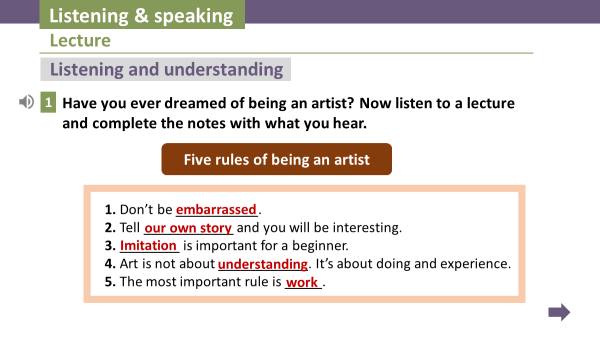 Listening & speaking
Lecture
Listening and understanding
1 Have you ever dreamed of being an artist? Now listen to a lecture
and complete the notes with what you hear.
Five rules of being an artist
1. Don't be embarrassed.
2. Tell our own story and you will be interesting.
3. Imitation is important for a beginner.
4. Art is not about understanding. It's about doing and experience.
5. The most important rule is work.